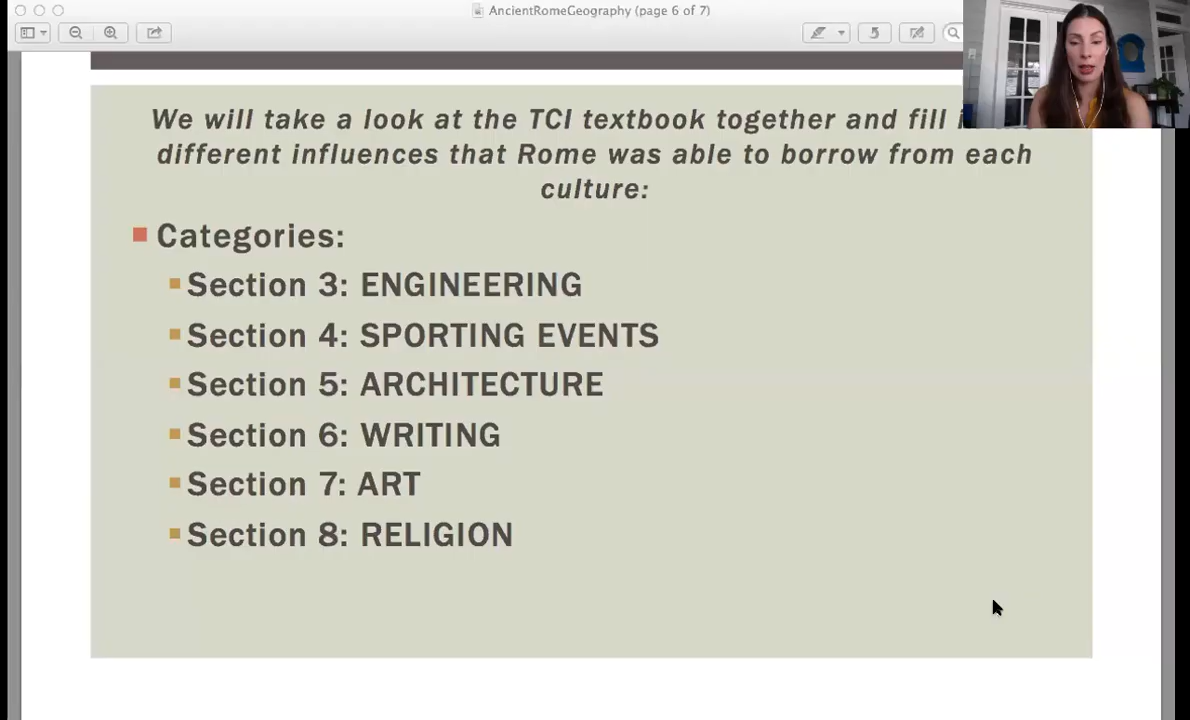 AncientRomeGeography (page 6 of 7)
We will take a look at the TCI textbook together and fill
different influences that Rome was able to borrow from each
culture:
Categories:
Section 3: ENGINEERING
Section 4: SPORTING EVENTS
Section 5: ARCHITECTURE
Section 6: WRITING
Section 7: ART
Section 8: RELIGION